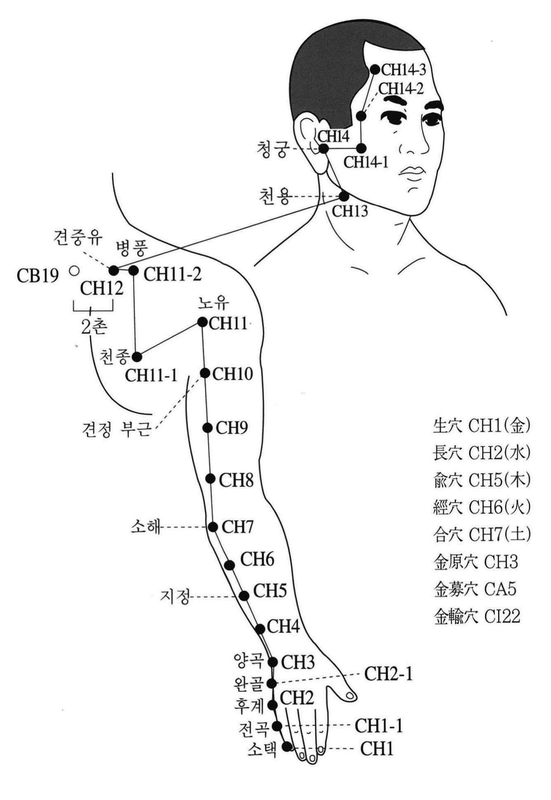 CH14-3
CH14-2
CH14
청궁
CH14-1
천용
CH13
견중유
병풍
CB19
CH12
CH11-2
2촌
노유
CH11
천종
CH11-1
CH10
견정 부근
CH9
CH8
소해
CH7
CH6
지정
CH5
CH4
양곡
CH3
완골
CH2-1
후계
CH2
전곡
CH1-1
소택
CH1
生穴 CH1(金)
長穴 CH2(水)
兪穴 CH5(木)
經穴 CH6(火)
合穴 CH7(土)
金原穴 CH3
金募穴 CA5
金輸穴 CI22